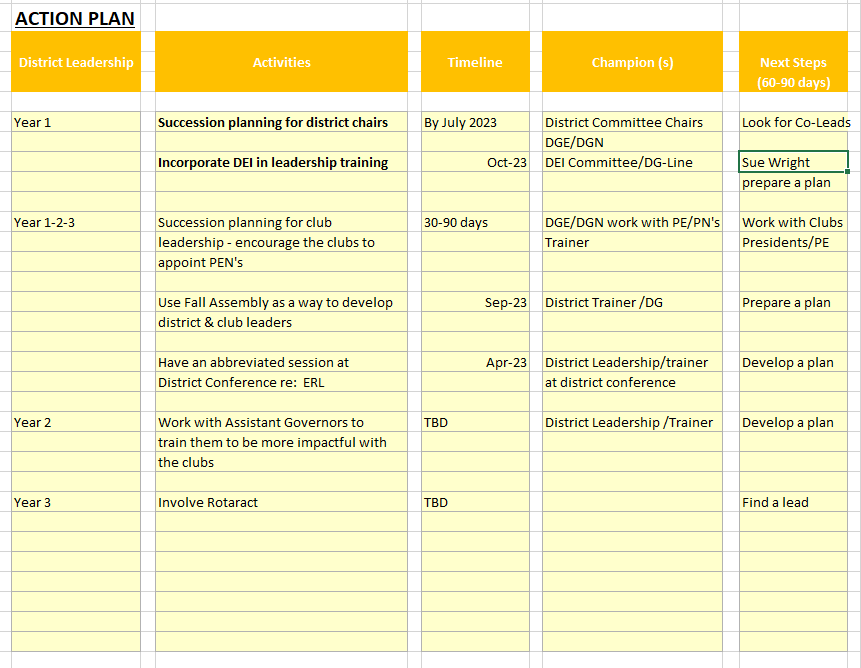 ACTION PLAN
District Leadership Activities Timeline Champion (s) Next Steps
(60-90 days)
Year 1 Succession planning for district chairs By July 2023 District Committee Chairs Look for Co-Leads
DGE/DGN
Incorporate DEI in leadership training Oct-23 DEI Committee/DG-Line Sue Wright
prepare a plan
Year 1-2-3 Succession planning for club 30-90 days DGE/DGN work with PE/PN's Work with Clubs
leadership - encourage the clubs to Trainer Presidents/PE
appoint PEN's
Use Fall Assembly as a way to develop Sep-23 District Trainer /DG Prepare a plan
district & club leaders
Have an abbreviated session at Apr-23 District Leadership/trainer Develop a plan
District Conference re: ERL at district conference
Year 2 Work with Assistant Governors to TBD District Leadership /Trainer Develop a plan
train them to be more impactful with
the clubs
Year 3 Involve Rotaract TBD Find a lead